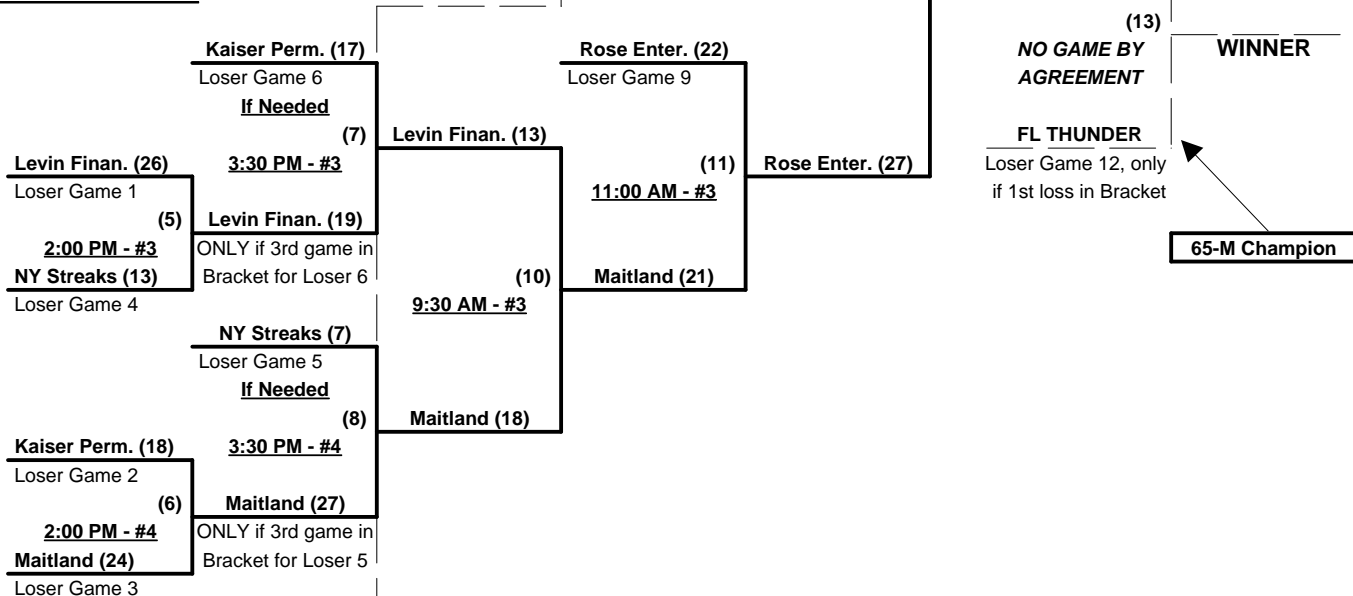 Kaiser Perm. (17)
Loser Game 6
If Needed
(7)
3:30 PM - #3
Levin Finan. (26)
Loser Game 1
(5)
2:00 PM - #3
NY Streaks (13)
Loser Game 4
Levin Finan. (19)
ONLY if 3rd game in
Bracket for Loser 6
Levin Finan. (13)
NY Streaks (7)
Loser Game 5
If Needed
(8)
3:30 PM - #4
Kaiser Perm. (18)
Loser Game 2
(6)
2:00 PM - #4
Maitland (24)
Loser Game 3
Maitland (27)
ONLY if 3rd game in
Bracket for Loser 5
Maitland (18)
(10)
9:30 AM - #3
Rose Enter. (22)
Loser Game 9
(11)
11:00 AM - #3
Maitland (21)
Rose Enter. (27)
(13)
NO GAME BY
AGREEMENT
WINNER
FL THUNDER
Loser Game 12, only
if 1st loss in Bracket
65-M Champion